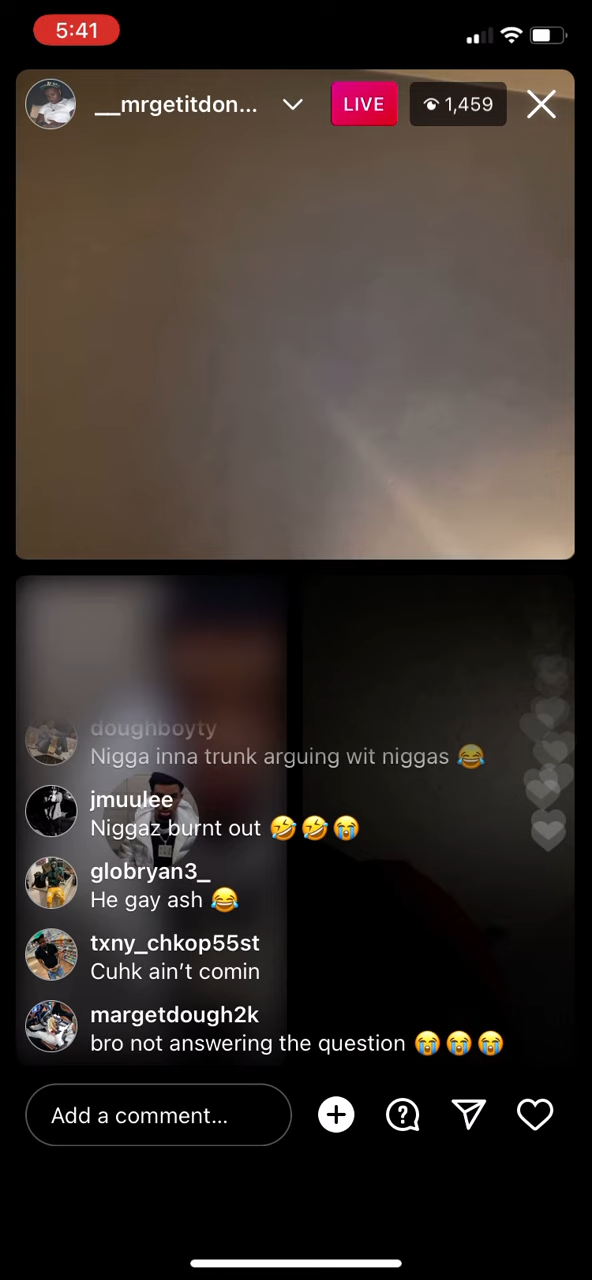 5:41
__mrgetitdon...
LIVE
1,459
doughboyty
Nigga inna trunk arguing wit niggas 😂
jmuulee
Niggaz burnt out 🤣🤣😭
globryan3_
He gay ash 😂
txny_chkop55st
Cuhk ain’t comin
margetdough2k
bro not answering the question 😭😭😭
Add a comment...